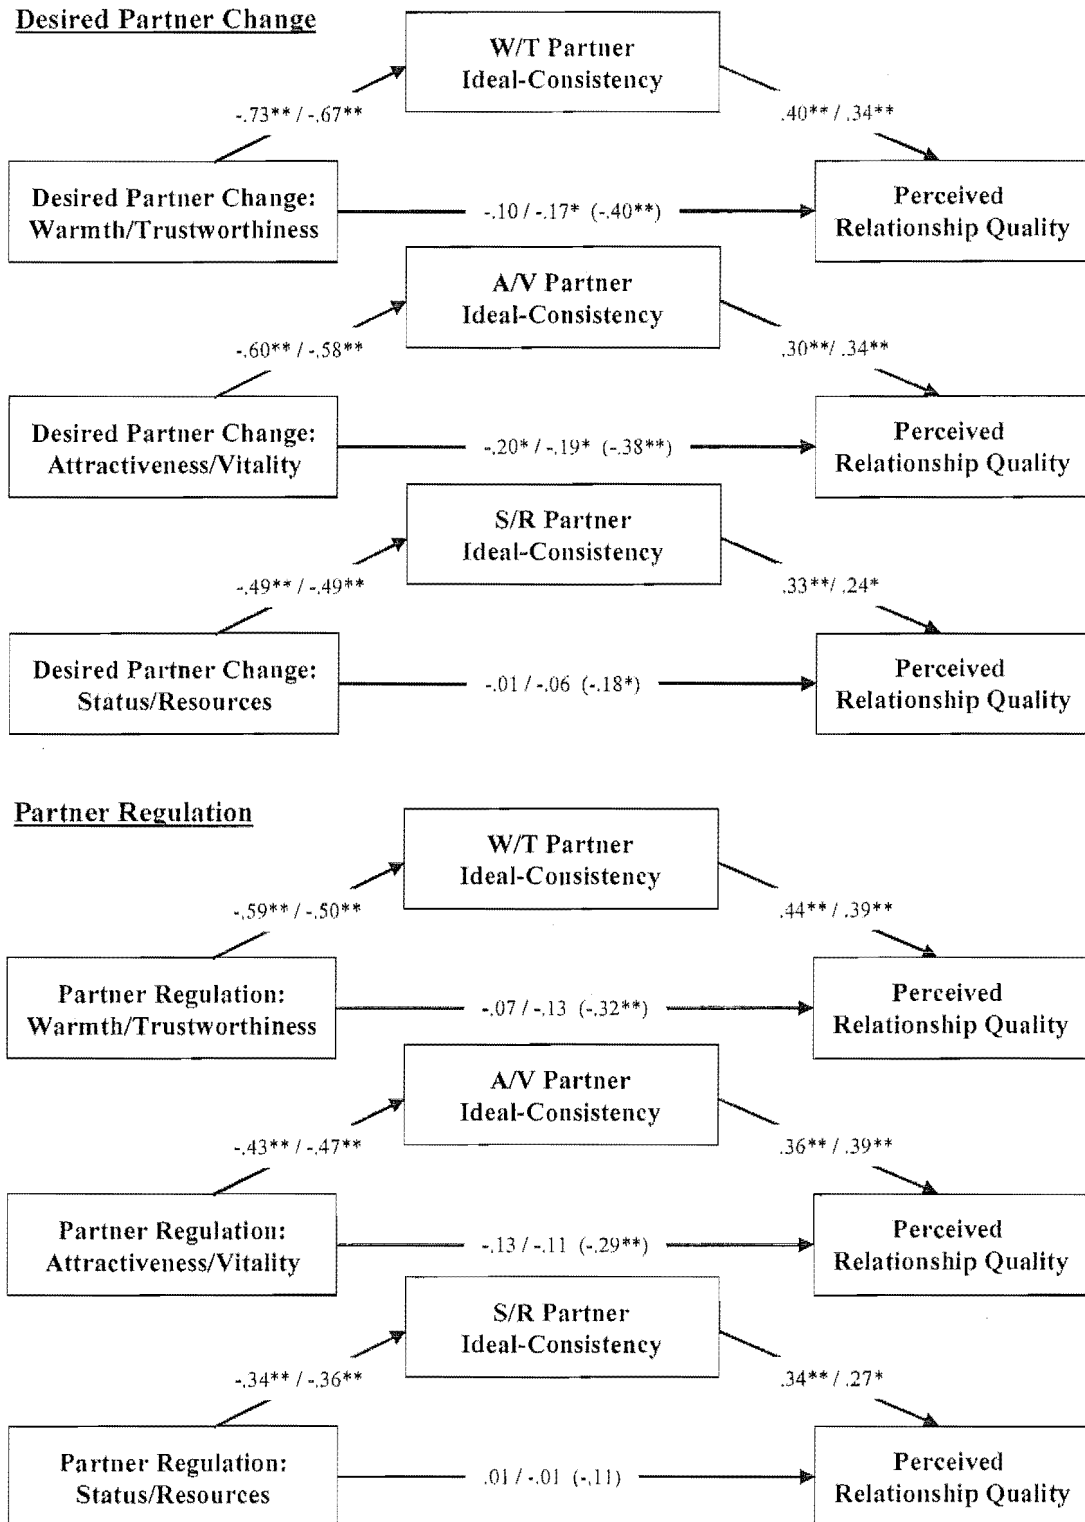 Desired Partner Change
W/T Partner
Ideal-Consistency
-.73** / -.67**
.40** / .34**
Desired Partner Change:
Warmth/Trustworthiness
-.10 / -.17* (-.40**)
Perceived
Relationship Quality
A/V Partner
Ideal-Consistency
-.60** / -.58**
.30**/ .34**
Desired Partner Change:
Attractiveness/Vitality
-.20* / -.19* (-.38**)
Perceived
Relationship Quality
S/R Partner
Ideal-Consistency
-.49** / -.49**
.33**/ .24*
Desired Partner Change:
Status/Resources
-.01 / -.06 (-.18*)
Perceived
Relationship Quality
Partner Regulation
W/T Partner
Ideal-Consistency
-.59** / -.50**
.44** / .39**
Partner Regulation:
Warmth/Trustworthiness
-.07 / -.13 (-.32**)
Perceived
Relationship Quality
A/V Partner
Ideal-Consistency
-.43** / -.47**
.36** / .39**
Partner Regulation:
Attractiveness/Vitality
-.13 / -.11 (-.29**)
Perceived
Relationship Quality
S/R Partner
Ideal-Consistency
-.34** / -.36**
.34**/ .27*
Partner Regulation:
Status/Resources
.01 / -.01 (-.11)
Perceived
Relationship Quality